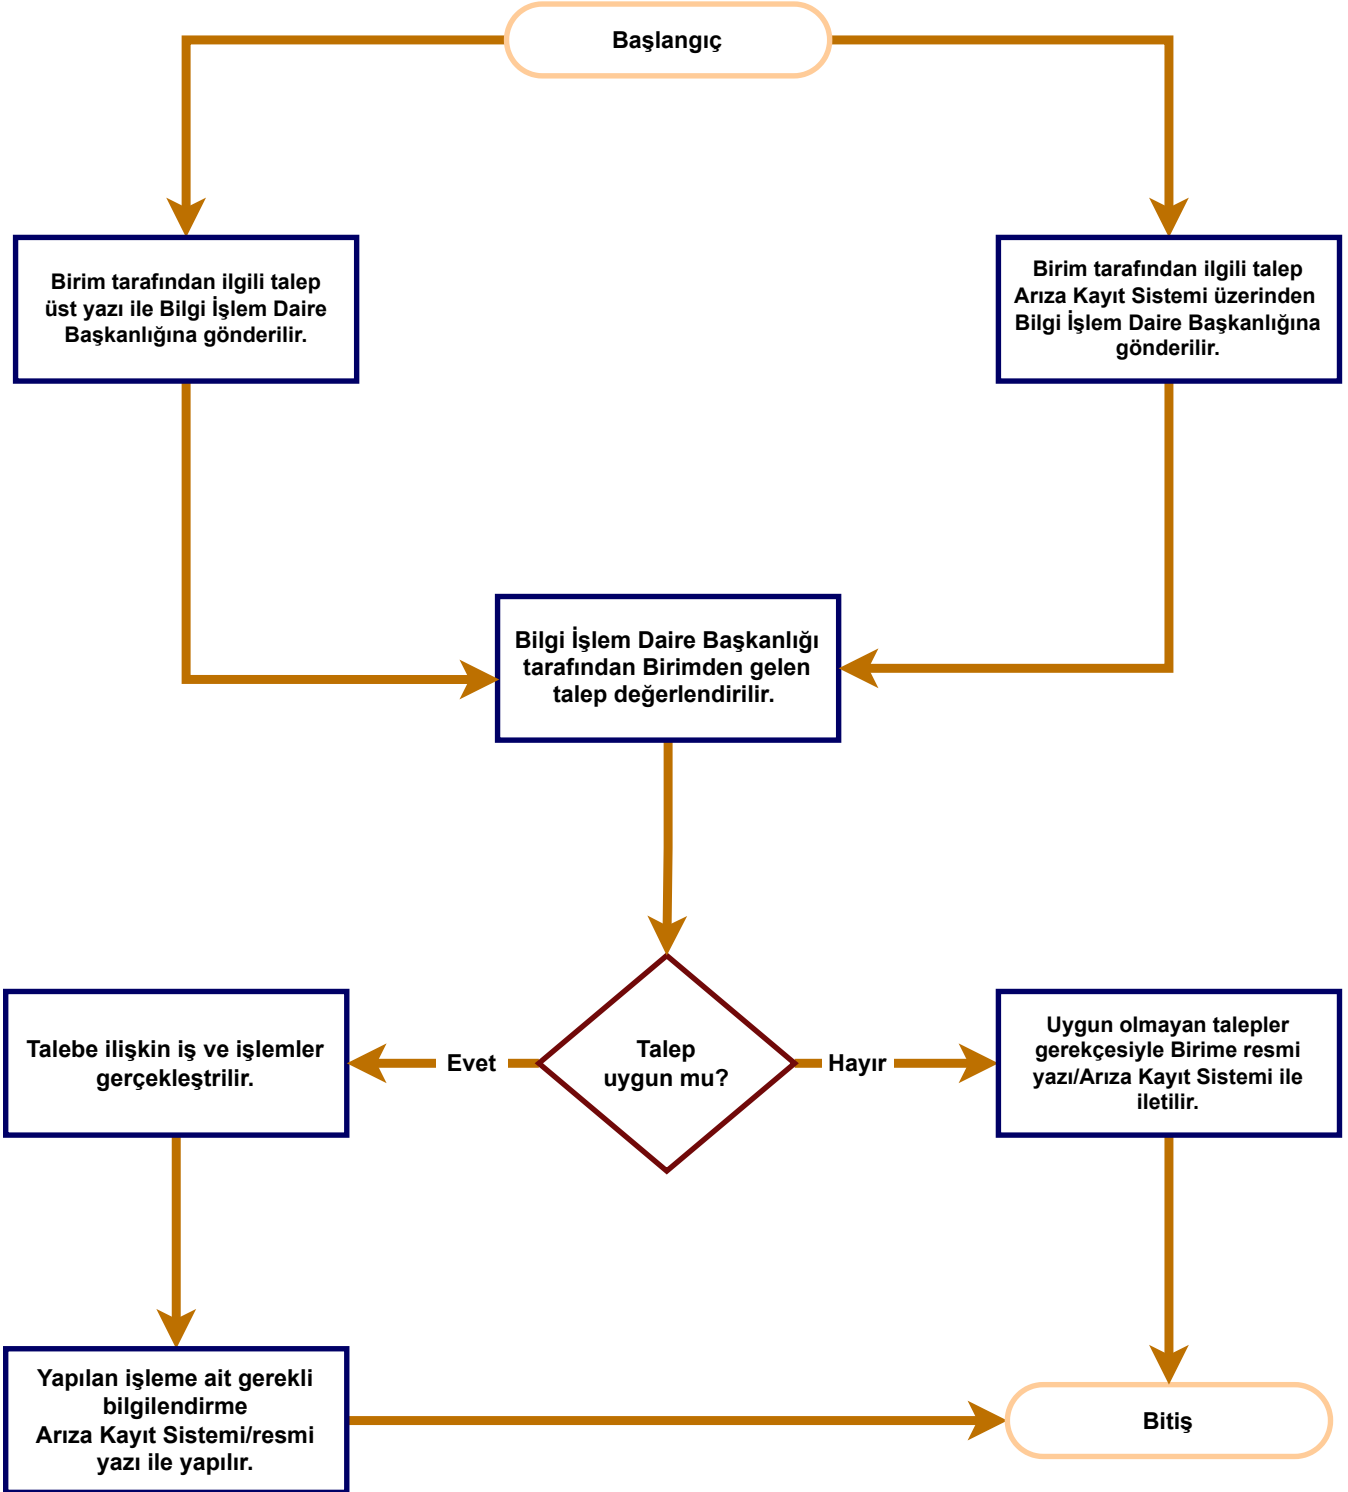 Başlangıç
Birim tarafından ilgili talep
üst yazı ile Bilgi İşlem Daire
Başkanlığına gönderilir.
Birim tarafından ilgili talep
Arıza Kayıt Sistemi üzerinden
Bilgi İşlem Daire Başkanlığına
gönderilir.
Bilgi İşlem Daire Başkanlığı
tarafından Birimden gelen
talep değerlendirilir.
Talebe ilişkin iş ve işlemler
gerçekleştrilir.
Evet
Talep
uygun mu?
Hayır
Uygun olmayan talepler
gerekçesiyle Birime resmi
yazı/Arıza Kayıt Sistemi ile
iletilir.
Yapılan işleme ait gerekli
bilgilendirme
Arıza Kayıt Sistemi/resmi
yazı ile yapılır.
Bitiş